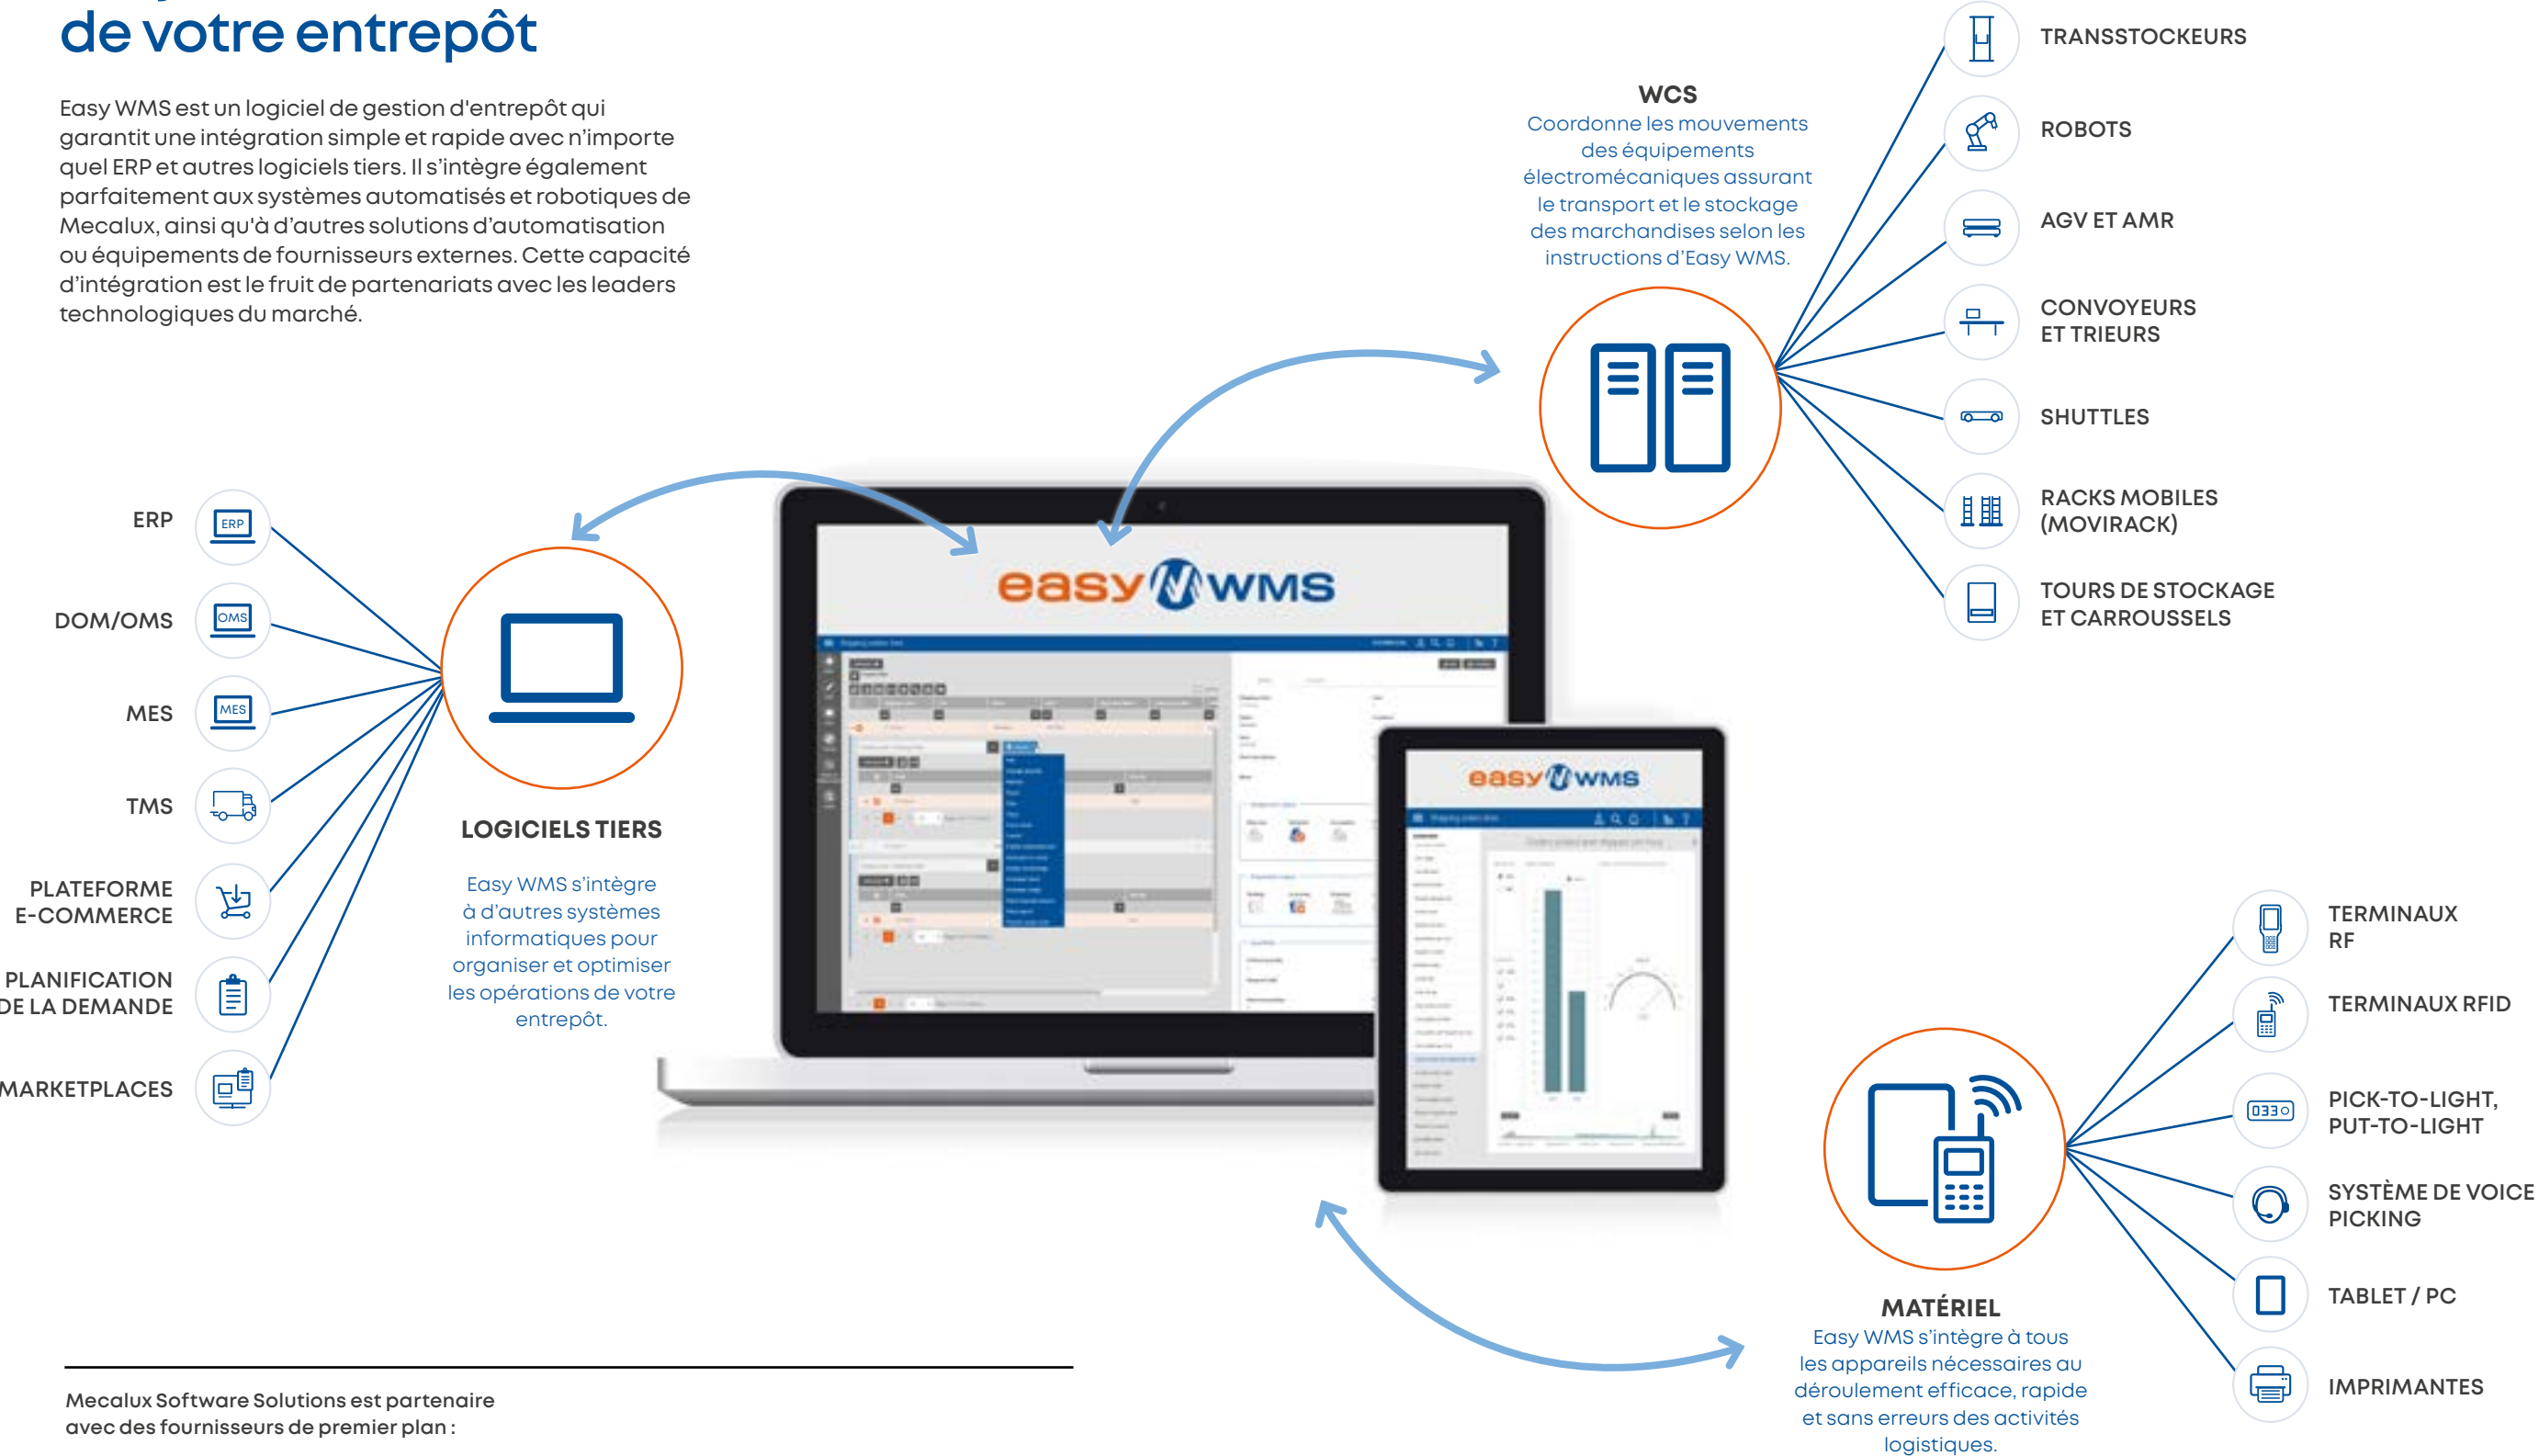 de votre entrepôt
Easy WMS est un logiciel de gestion d'entrepôt qui
garantit une intégration simple et rapide avec n'importe
quel ERP et autres logiciels tiers. Il s'intègre également
parfaitement aux systèmes automatisés et robotiques de
Mecalux, ainsi qu'à d'autres solutions d'automatisation
ou équipements de fournisseurs externes. Cette capacité
d'intégration est le fruit de partenariats avec les leaders
technologiques du marché.
WCS
Coordonne les mouvements
des équipements
électromécaniques assurant
le transport et le stockage
des marchandises selon les
instructions d'Easy WMS.
TRANSSTOCKEURS
ROBOTS
AGV ET AMR
CONVOYEURS
ET TRIEURS
SHUTTLES
RACKS MOBILES
(MOVIRACK)
TOURS DE STOCKAGE
ET CARROUSSELS
ERP
ERP
DOM/OMS
OMS
MES
MES
TMS
PLATEFORME
E-COMMERCE
PLANIFICATION
DE LA DEMANDE
MARKETPLACES
LOGICIELS TIERS
Easy WMS s'intègre
à d'autres systèmes
informatiques pour
organiser et optimiser
les opérations de votre
entrepôt.
easy WMS
easy WMS
TERMINAUX
RF
TERMINAUX RFID
033
PICK-TO-LIGHT,
PUT-TO-LIGHT
SYSTÈME DE VOICE
PICKING
TABLET / PC
IMPRIMANTES
MATÉRIEL
Easy WMS s'intègre à tous
les appareils nécessaires au
déroulement efficace, rapide
et sans erreurs des activités
logistiques.
Mecalux Software Solutions est partenaire
avec des fournisseurs de premier plan :